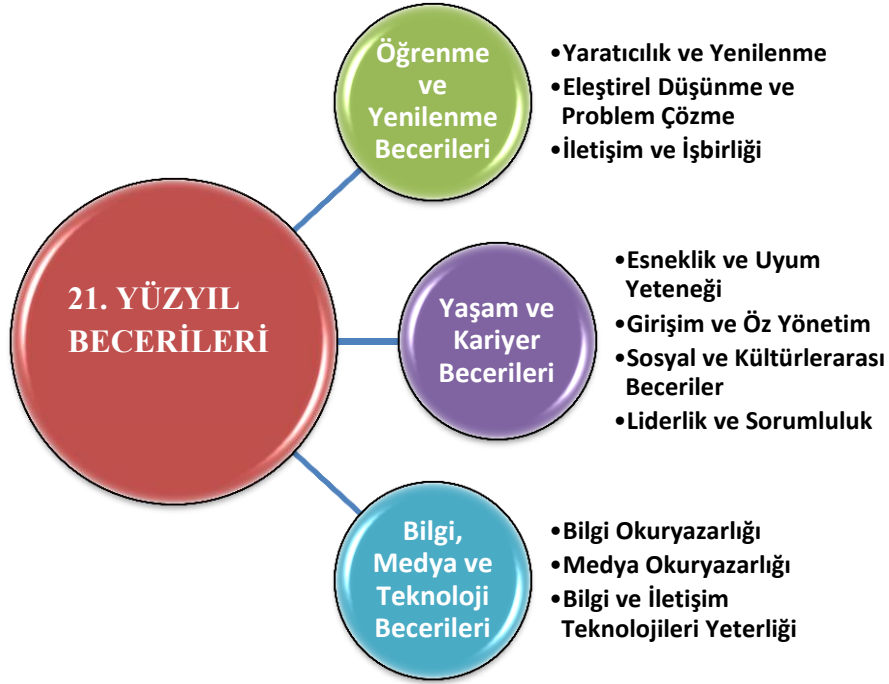 21. YÜZYIL
BECERİLERİ
Öğrenme
ve
Yenilenme
Becerileri
•Yaratıcılık ve Yenilenme
•Eleştirel Düşünme ve
Problem Çözme
•İletişim ve İşbirliği
Yaşam ve
Kariyer
Becerileri
•Esneklik ve Uyum
Yeteneği
•Girişim ve Öz Yönetim
•Sosyal ve Kültürlerarası
Beceriler
•Liderlik ve Sorumluluk
Bilgi,
Medya ve
Teknoloji
Becerileri
•Bilgi Okuryazarlığı
•Medya Okuryazarlığı
•Bilgi ve İletişim
Teknolojileri Yeterliği